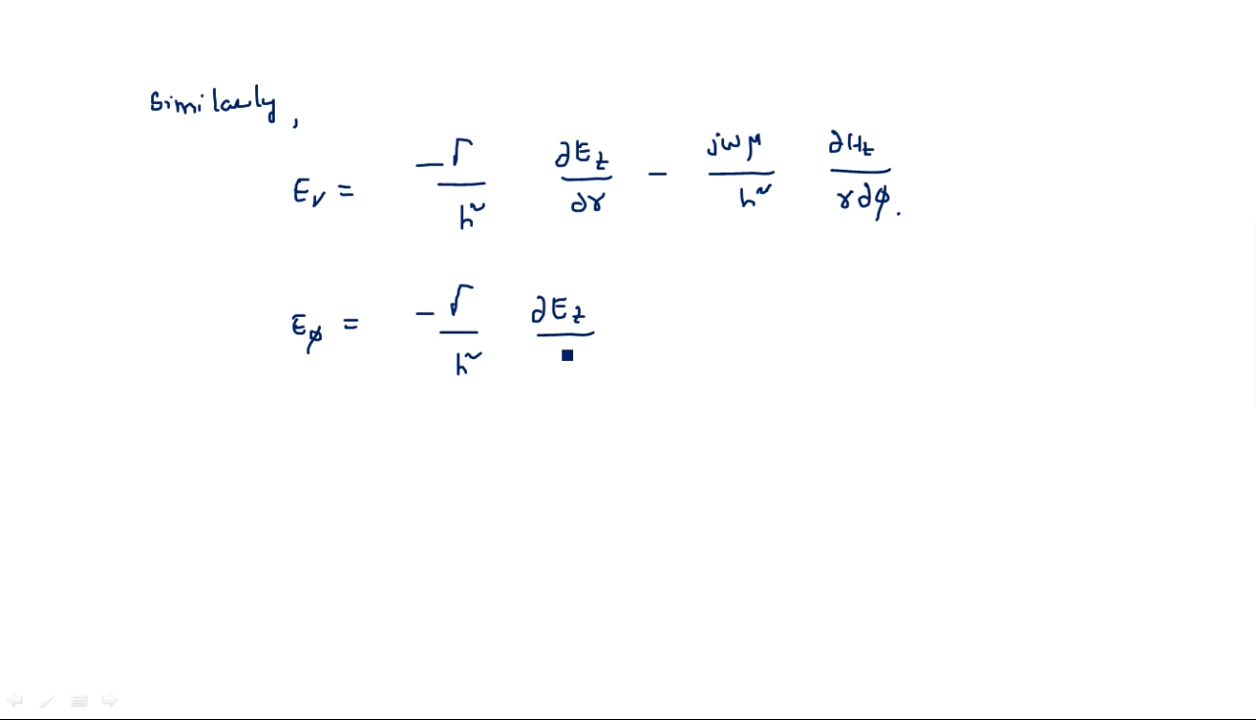 Similarly,
E_r = -Γ/h² ∂E_z/∂r - jωμ/h² ∂H_z/r∂φ.
E_φ = -Γ/h² ∂E_z/